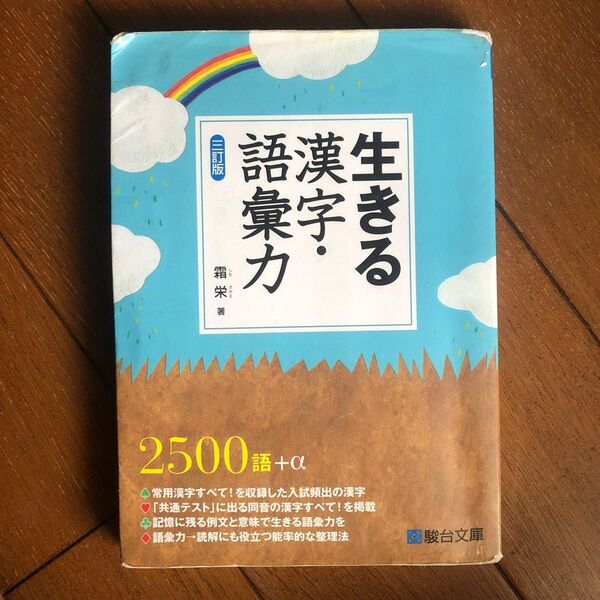 生きる
漢字・
語彙力
三訂版
霜栄 著
しも さかえ
2500語+α
♠常用漢字すべて!を収録した入試頻出の漢字
♥「共通テスト」に出る同音の漢字すべて!を掲載
♣記憶に残る例文と意味で生きる語彙力を
♦語彙力→読解にも役立つ能率的な整理法
駿台文庫